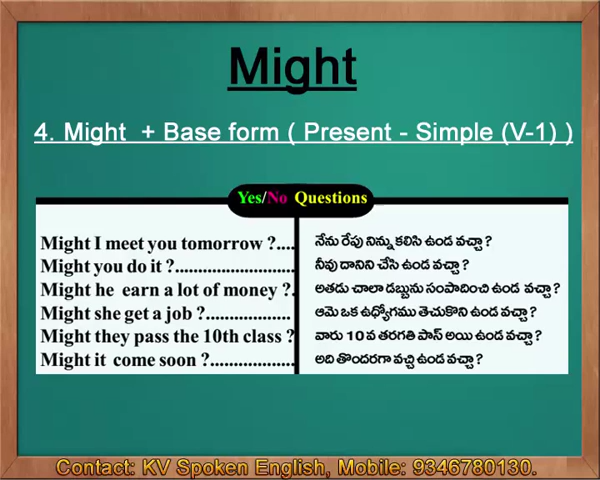 Might
4. Might + Base form ( Present - Simple (V-1) )
Yes/No Questions
Might I meet you tomorrow ?.... నేను రేపు నిన్ను కలిసి ఉండ వచ్చా?
Might you do it ?........................... నీవు దానిని చేసి ఉండ వచ్చా?
Might he earn a lot of money ?. అతడు చాలా డబ్బును సంపాదించి ఉండ వచ్చా?
Might she get a job ?................... ఆమె ఒక ఉద్యోగము తెచుకొని ఉండ వచ్చా?
Might they pass the 10th class ? వారు 10 వ తరగతి పాస్ అయి ఉండ వచ్చా?
Might it come soon ?................... అది తొందరగా వచ్చి ఉండ వచ్చా?
Contact: KV Spoken English, Mobile: 9346780130.